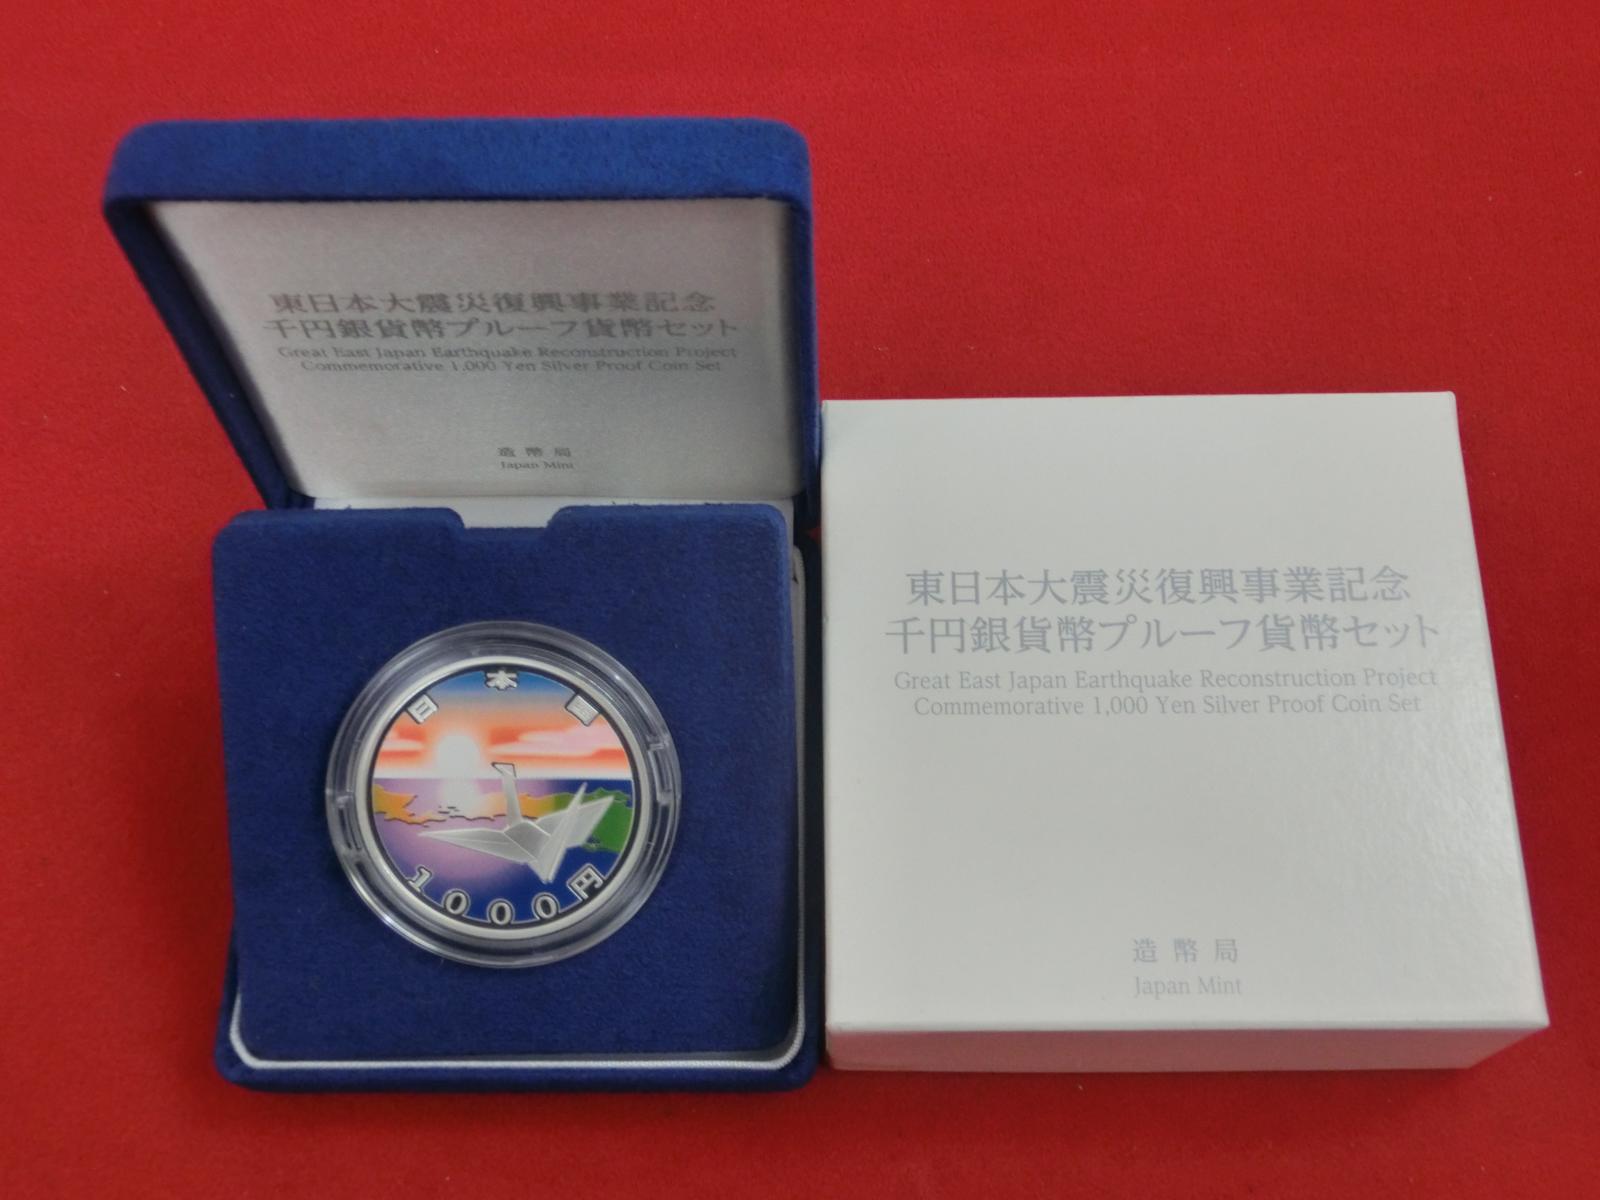 東日本大震災復興事業記念
千円銀貨幣プルーフ貨幣セット
Great East Japan Earthquake Reconstruction Project
Commemorative 1,000 Yen Silver Proof Coin Set
造幣局
Japan Mint
日本国
1000円
東日本大震災復興事業記念
千円銀貨幣プルーフ貨幣セット
Great East Japan Earthquake Reconstruction Project
Commemorative 1,000 Yen Silver Proof Coin Set
造幣局
Japan Mint